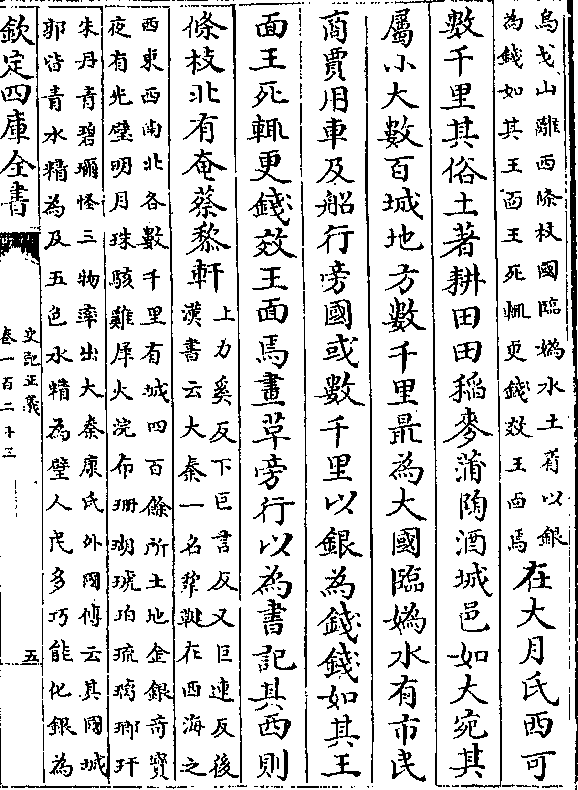 烏弋山離西條枝國臨媯水土著以銀
為錢如其王面王死輒更錢效王面焉
在大月氏西可
數千里其俗土著耕田田稻麥蒲陶酒城邑如大宛其
屬小大數百城地方數千里最為大國臨媯水有市民
商賈用車及船行旁國或數千里以銀為錢錢如其王
面王死輒更錢效王面焉畫草旁行以為書記其西則
條枝北有奄蔡黎軒
上力奚反下巨言反又巨連反後
漢書云大秦一名犂鞬在西海之
西東西南北各數千里有城四百餘所土地金銀奇寶
夜有光璧明月珠駭雞犀火浣布珊瑚琥珀琉璃瑯玕
朱丹青碧珍怪三物率出大秦康氏外國傳云其國城
郭皆青水精為及五色水精為壁人民多巧能化銀為
欽定四庫全書
史記正義
卷一百二十三
五